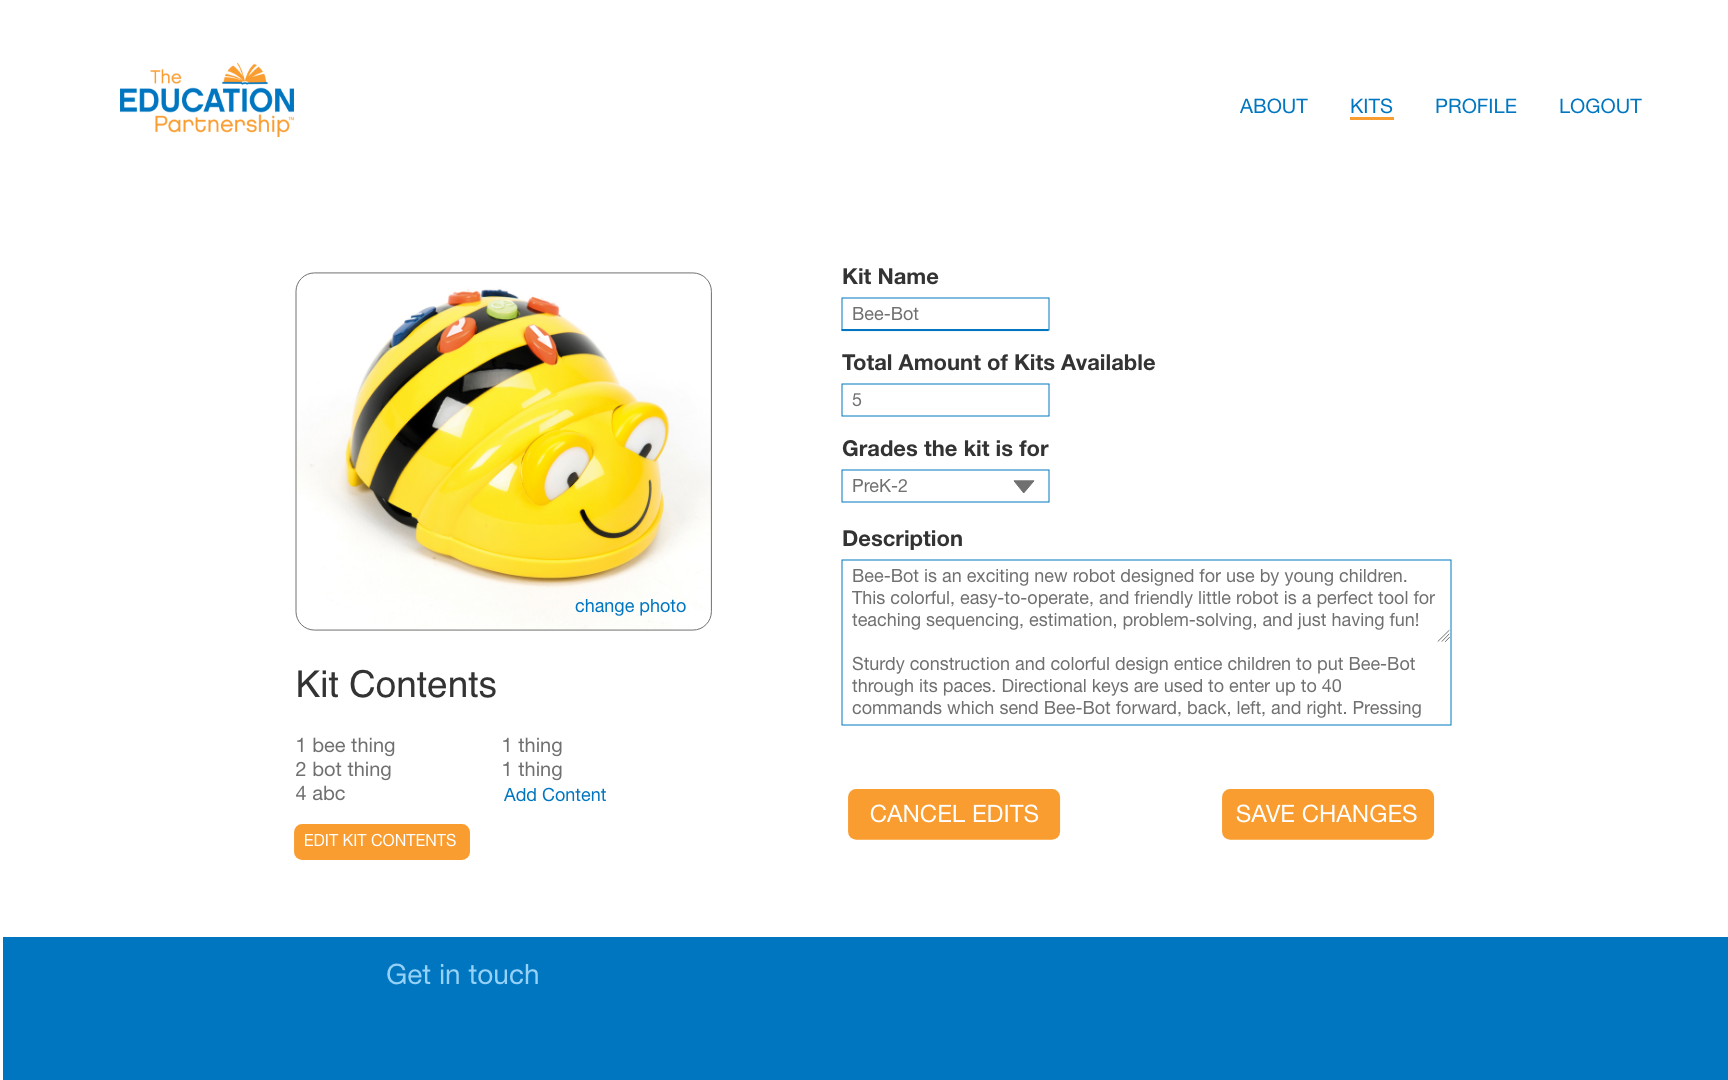 The
EDUCATION
Partnership™
ABOUT KITS PROFILE LOGOUT
change photo
Kit Contents
1 bee thing
2 bot thing
4 abc
1 thing
1 thing
Add Content
EDIT KIT CONTENTS
Kit Name
Bee-Bot
Total Amount of Kits Available
5
Grades the kit is for
PreK-2
Description
Bee-Bot is an exciting new robot designed for use by young children.
This colorful, easy-to-operate, and friendly little robot is a perfect tool for
teaching sequencing, estimation, problem-solving, and just having fun!
Sturdy construction and colorful design entice children to put Bee-Bot
through its paces. Directional keys are used to enter up to 40
commands which send Bee-Bot forward, back, left, and right. Pressing
CANCEL EDITS SAVE CHANGES
Get in touch